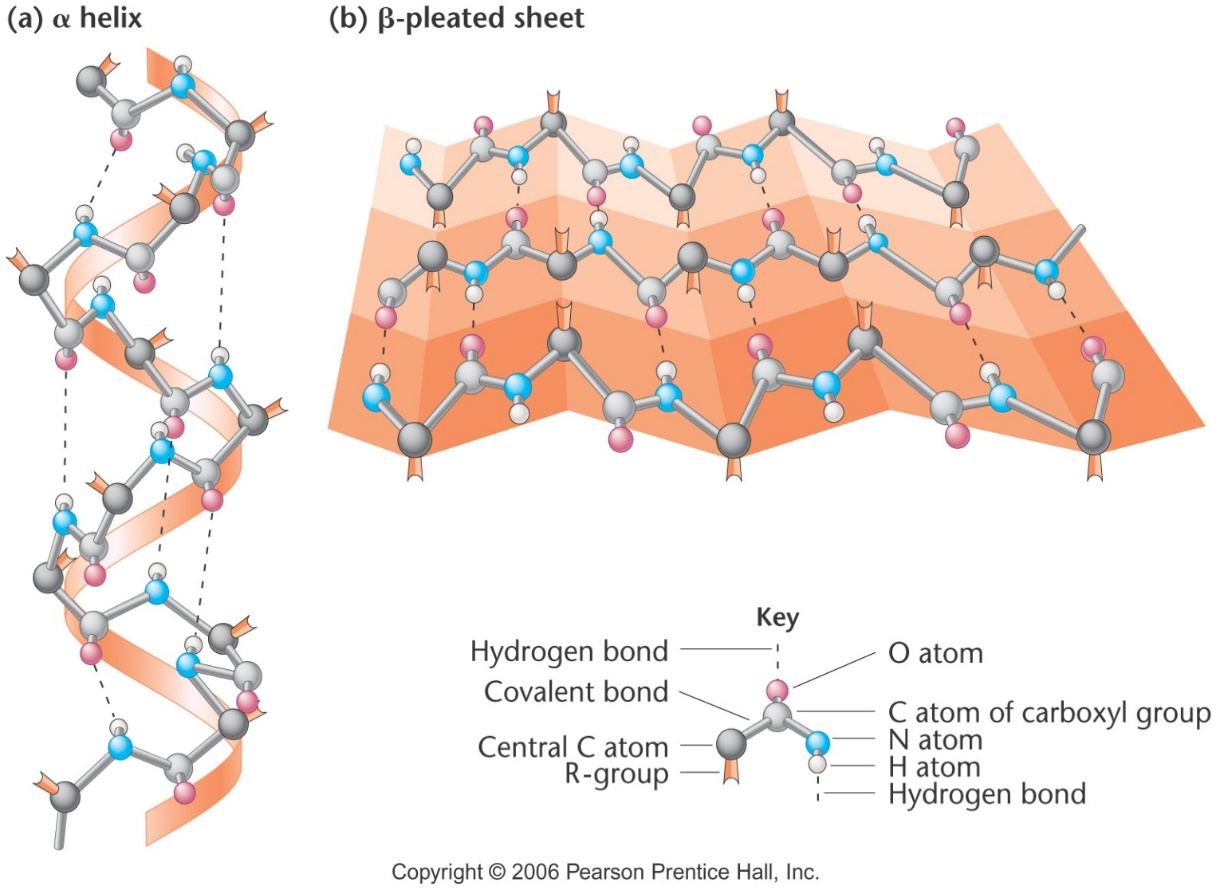 (a) α helix
(b) β-pleated sheet
Key
Hydrogen bond
Covalent bond
Central C atom
R-group
O atom
C atom of carboxyl group
N atom
H atom
Hydrogen bond
Copyright © 2006 Pearson Prentice Hall, Inc.